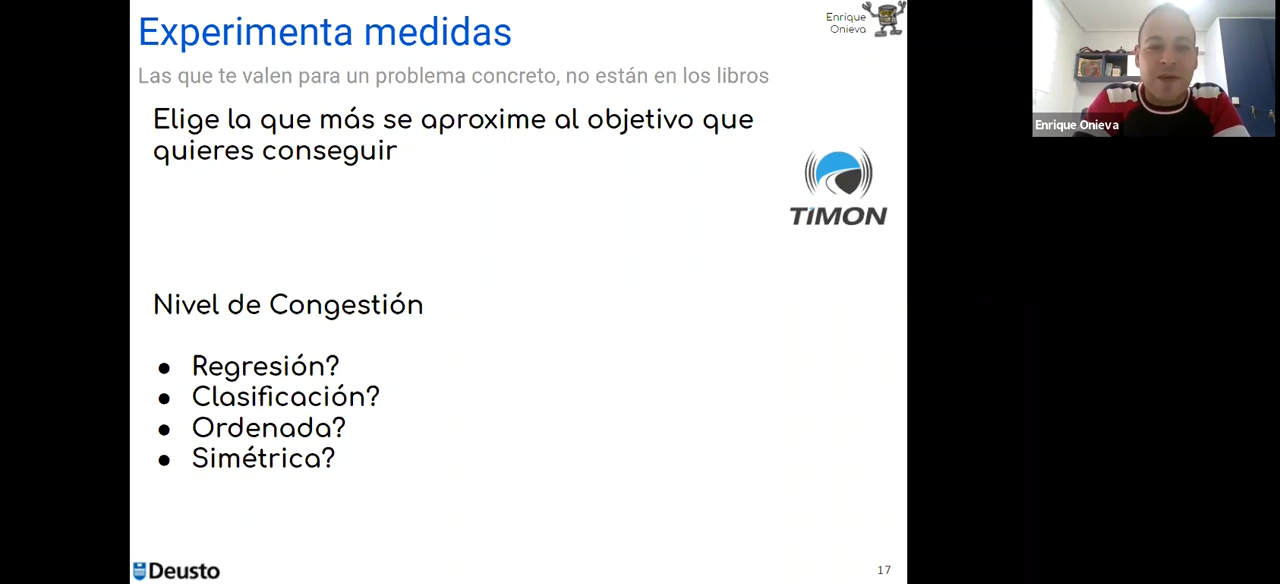 Experimenta medidas
Enrique
Onieva
Las que te valen para un problema concreto, no están en los libros
Elige la que más se aproxime al objetivo que
quieres conseguir
TIMON
Nivel de Congestión
● Regresión?
● Clasificación?
● Ordenada?
● Simétrica?
Deusto
17
Enrique Onieva